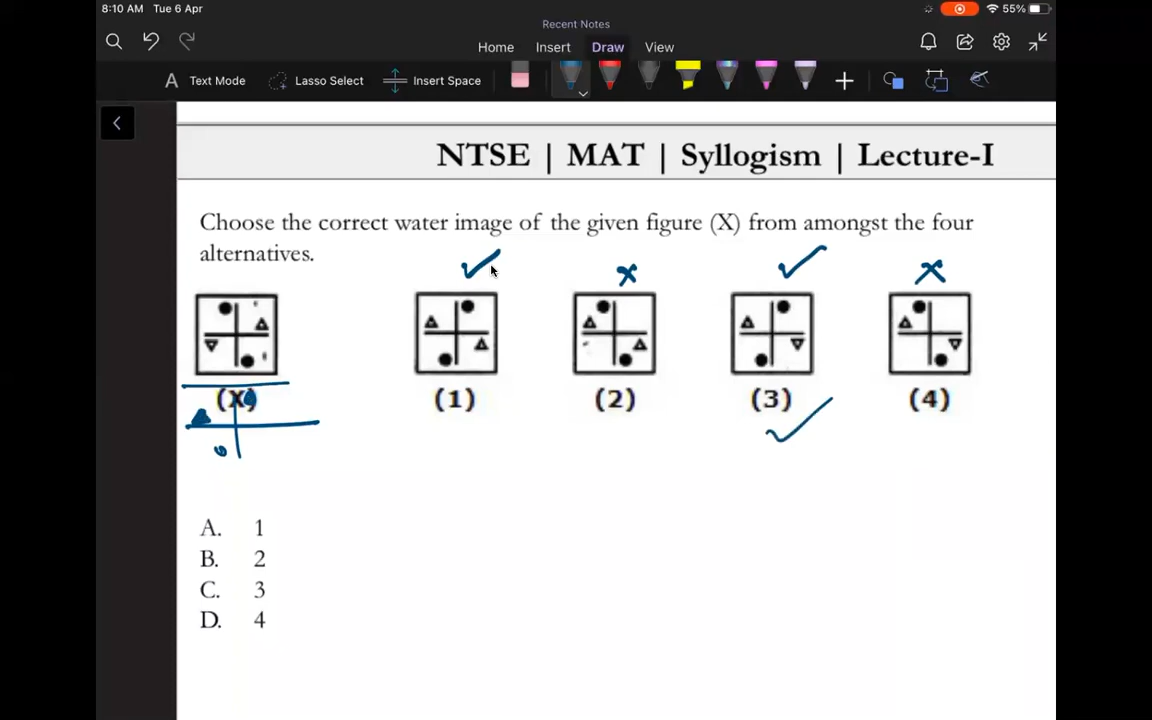 8:10 AM Tue 6 Apr
55%
Recent Notes
Home Insert Draw View
Text Mode Lasso Select Insert Space
NTSE | MAT | Syllogism | Lecture-I
Choose the correct water image of the given figure (X) from amongst the four
alternatives.
(X) (1) (2) (3) (4)
A. 1
B. 2
C. 3
D. 4